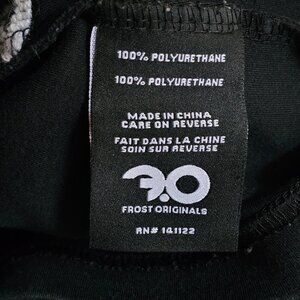 100% POLYURETHANE
100% POLYURETHANE
MADE IN CHINA
CARE ON REVERSE
FAIT DANS LA CHINE
SOIN SUR REVERSE
F.O
FROST ORIGINALS
RN# 141122